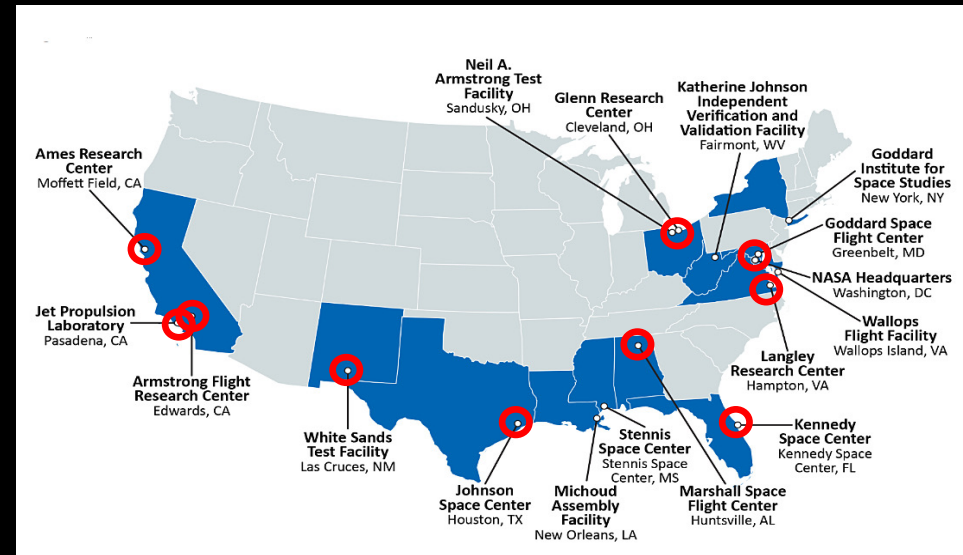 Neil A.
Armstrong Test
Facility
Sandusky, OH
Glenn Research
Center
Cleveland, OH
Katherine Johnson
Independent
Verification and
Validation Facility
Fairmont, WV
Ames Research
Center
Moffett Field, CA
Goddard
Institute for
Space Studies
New York, NY
Goddard Space
Flight Center
Greenbelt, MD
NASA Headquarters
Washington, DC
Wallops
Flight Facility
Wallops Island, VA
Jet Propulsion
Laboratory
Pasadena, CA
Langley
Research Center
Hampton, VA
Armstrong Flight
Research Center
Edwards, CA
White Sands
Test Facility
Las Cruces, NM
Johnson
Space Center
Houston, TX
Michoud
Assembly
Facility
New Orleans, LA
Stennis
Space Center
Stennis Space
Center, MS
Marshall Space
Flight Center
Huntsville, AL
Kennedy
Space Center
Kennedy Space
Center, FL